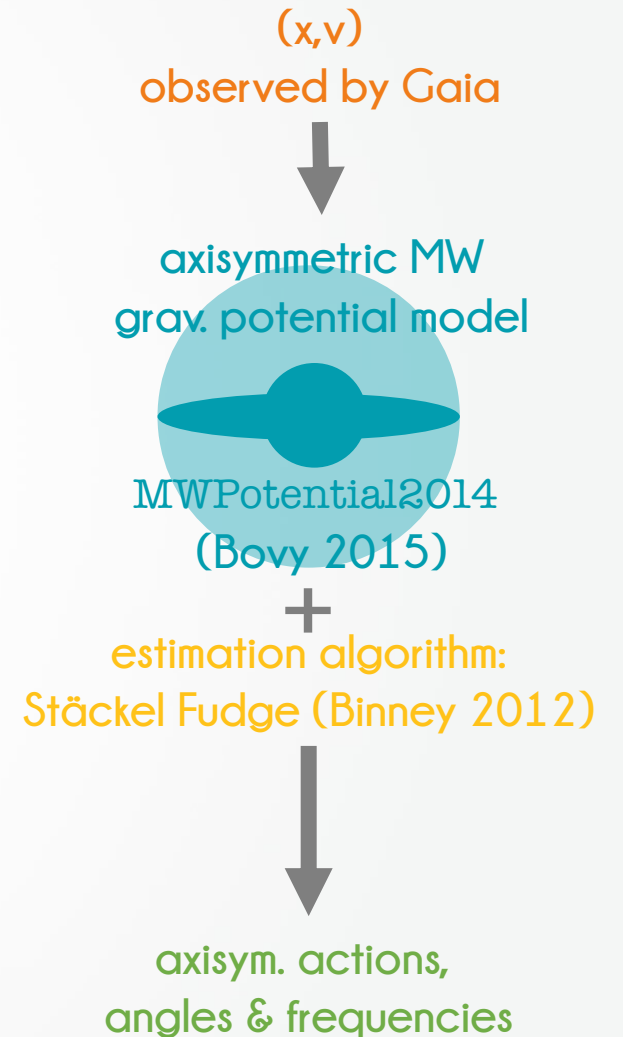 (x,v)
observed by Gaia
axisymmetric MW
grav. potential model
MWPotential2014
(Bovy 2015)
+
estimation algorithm:
Stäckel Fudge (Binney 2012)
axisym. actions,
angles & frequencies